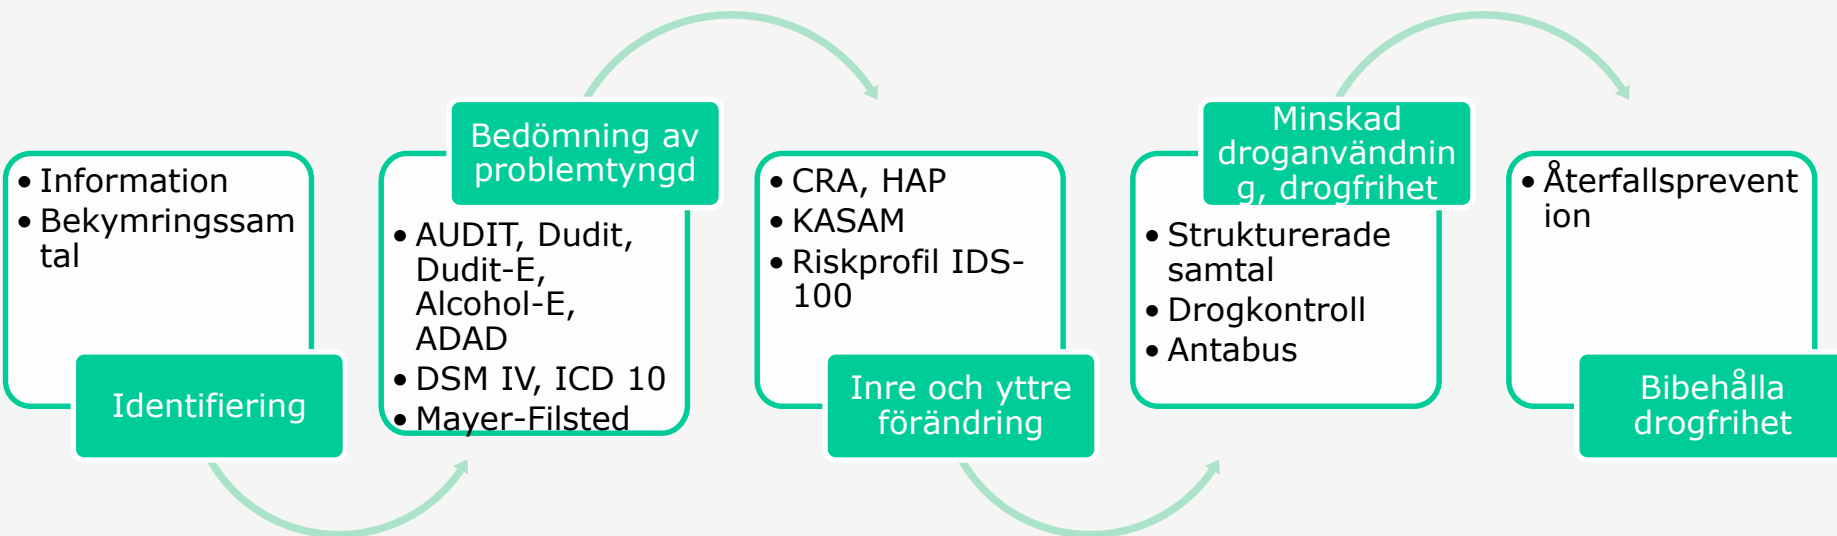 • Information
• Bekymringssam
tal
Identifiering
Bedömning av
problemtyngd
• AUDIT, Dudit,
Dudit-E,
Alcohol-E,
ADAD
• DSM IV, ICD 10
• Mayer-Filsted
• CRA, HAP
• KASAM
• Riskprofil IDS-
100
Inre och yttre
förändring
Minskad
droganvändnin
g, drogfrihet
• Strukturerade
samtal
• Drogkontroll
• Antabus
• Återfallsprevent
ion
Bibehålla
drogfrihet